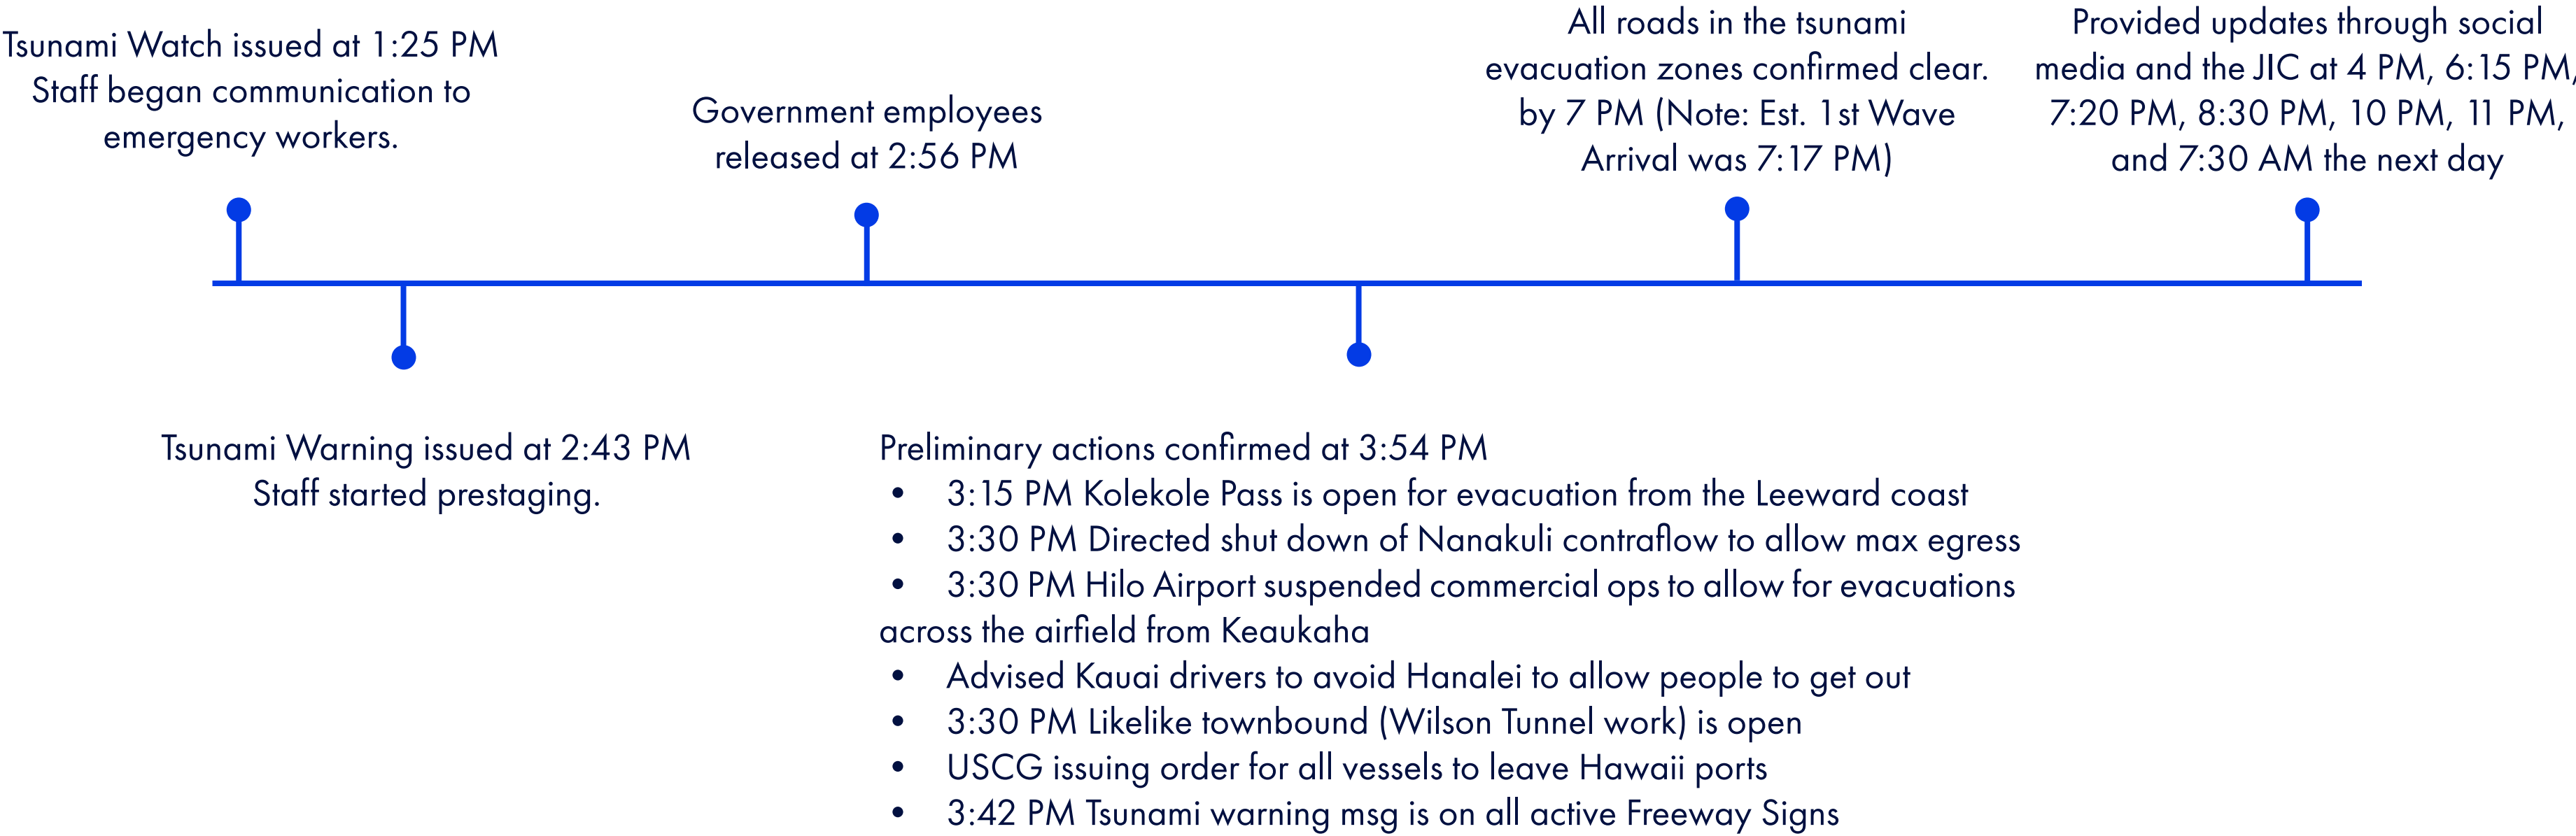 Tsunami Watch issued at 1:25 PM
Staff began communication to
emergency workers.
Government employees
released at 2:56 PM
All roads in the tsunami
evacuation zones confirmed clear.
by 7 PM (Note: Est. 1st Wave
Arrival was 7:17 PM)
Provided updates through social
media and the JIC at 4 PM, 6:15 PM,
7:20 PM, 8:30 PM, 10 PM, 11 PM,
and 7:30 AM the next day
Tsunami Warning issued at 2:43 PM
Staff started prestaging.
Preliminary actions confirmed at 3:54 PM
• 3:15 PM Kolekole Pass is open for evacuation from the Leeward coast
• 3:30 PM Directed shut down of Nanakuli contraflow to allow max egress
• 3:30 PM Hilo Airport suspended commercial ops to allow for evacuations
across the airfield from Keaukaha
• Advised Kauai drivers to avoid Hanalei to allow people to get out
• 3:30 PM Likelike townbound (Wilson Tunnel work) is open
• USCG issuing order for all vessels to leave Hawaii ports
• 3:42 PM Tsunami warning msg is on all active Freeway Signs